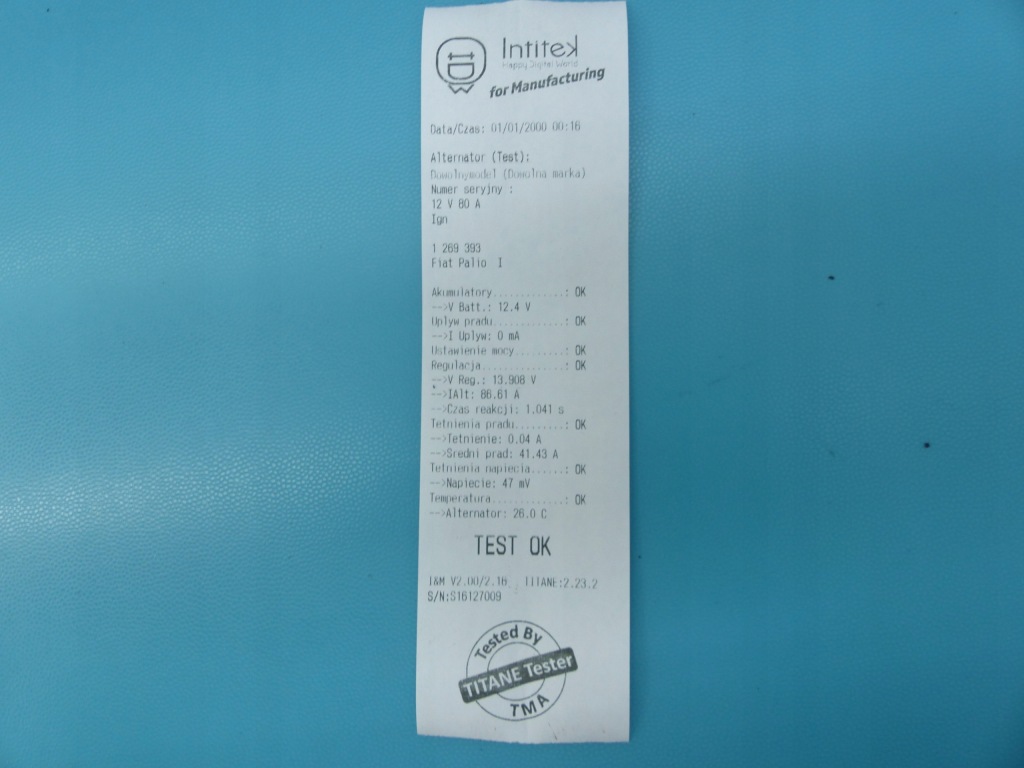 Intitek
Happy Digital World
for Manufacturing
Data/Czas: 01/01/2000 00:16
Alternator (Test):
Dowolnymodel (Dowolna marka)
Numer seryjny :
12 V 80 A
Ign
1 269 393
Fiat Palio I
Akumulatory............: OK
-->V Batt.: 12.4 V
Uplyw pradu............: OK
-->I Uplyw: 0 mA
Ustawienie mocy........: OK
Regulacja..............: OK
-->V Reg.: 13.908 V
-->IAlt: 86.61 A
-->Czas reakcji: 1.041 s
Tetnienia pradu........: OK
-->Tetnienie: 0.04 A
-->Sredni prad: 41.43 A
Tetnienia napiecia.....: OK
-->Napiecie: 47 mV
Temperatura............: OK
-->Alternator: 26.0 C
TEST OK
I&M V2.00/2.16 TITANE:2.23.2
S/N:S16127009
Tested By
TITANE Tester
TMA